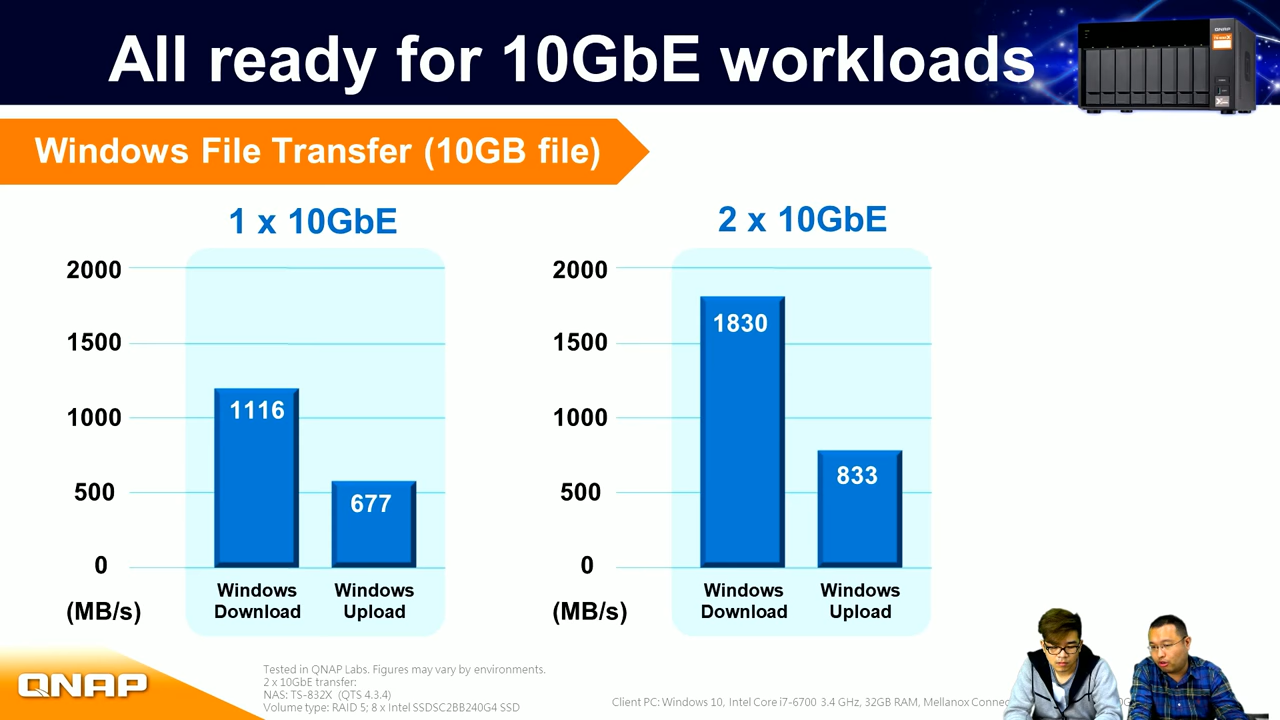 All ready for 10GbE workloads
QNAP
Windows File Transfer (10GB file)
1 x 10GbE
2000
1500
1000
500
0
(MB/s)
1116
677
Windows Download
Windows Upload
2 x 10GbE
2000
1500
1000
500
0
(MB/s)
1830
833
Windows Download
Windows Upload
QNAP
Tested in QNAP Labs. Figures may vary by environments.
2 x 10GbE transfer:
NAS: TS-832X (QTS 4.3.4)
Volume type: RAID 5; 8 x Intel SSDSC2BB240G4 SSD
Client PC: Windows 10, Intel Core i7-6700 3.4 GHz, 32GB RAM, Mellanox